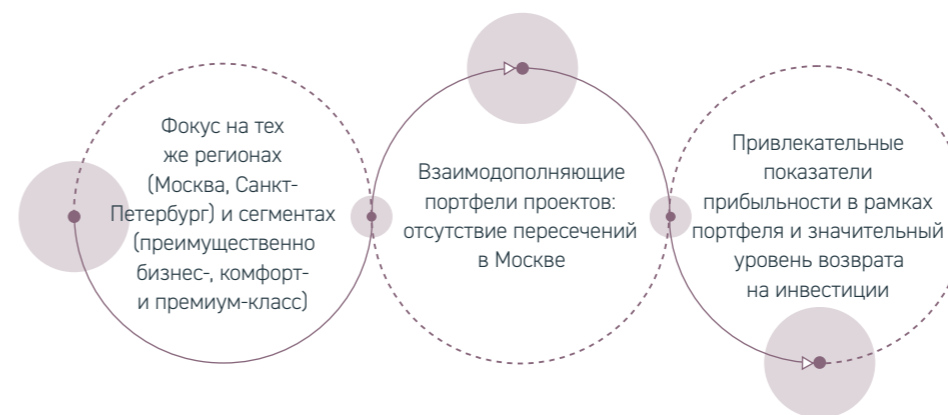 Фокус на тех
же регионах
(Москва, Санкт-
Петербург) и сегментах
(преимущественно
бизнес-, комфорт-
и премиум-класс)
Взаимодополняющие
портфели проектов:
отсутствие пересечений
в Москве
Привлекательные
показатели
прибыльности в рамках
портфеля и значительный
уровень возврата
на инвестиции